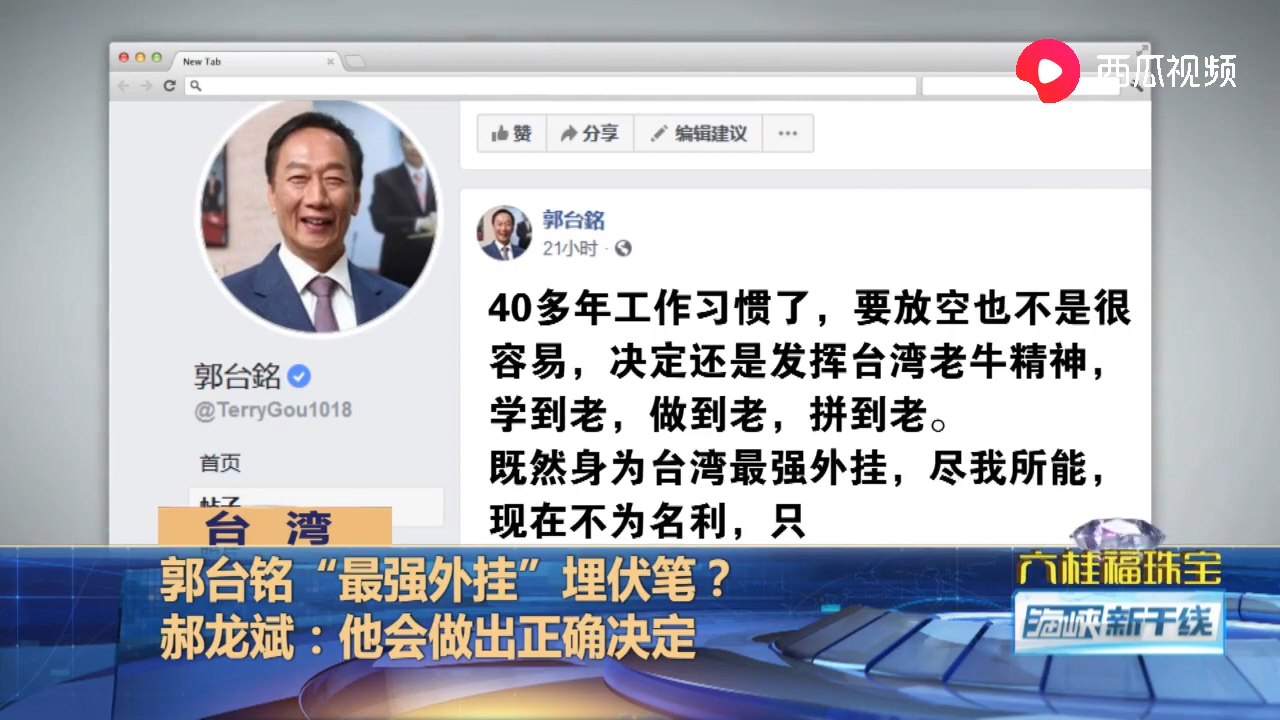 New Tab
西瓜视频
赞
分享
编辑建议
郭台銘
21小时
40多年工作习惯了，要放空也不是很
容易，决定还是发挥台湾老牛精神，
学到老，做到老，拼到老。
既然身为台湾最强外挂，尽我所能，
现在不为名利，只
郭台銘
@TerryGou1018
首页
帖子
台 湾
郭台铭“最强外挂”埋伏笔？
郝龙斌：他会做出正确决定
六桂福珠宝
海峡新干线